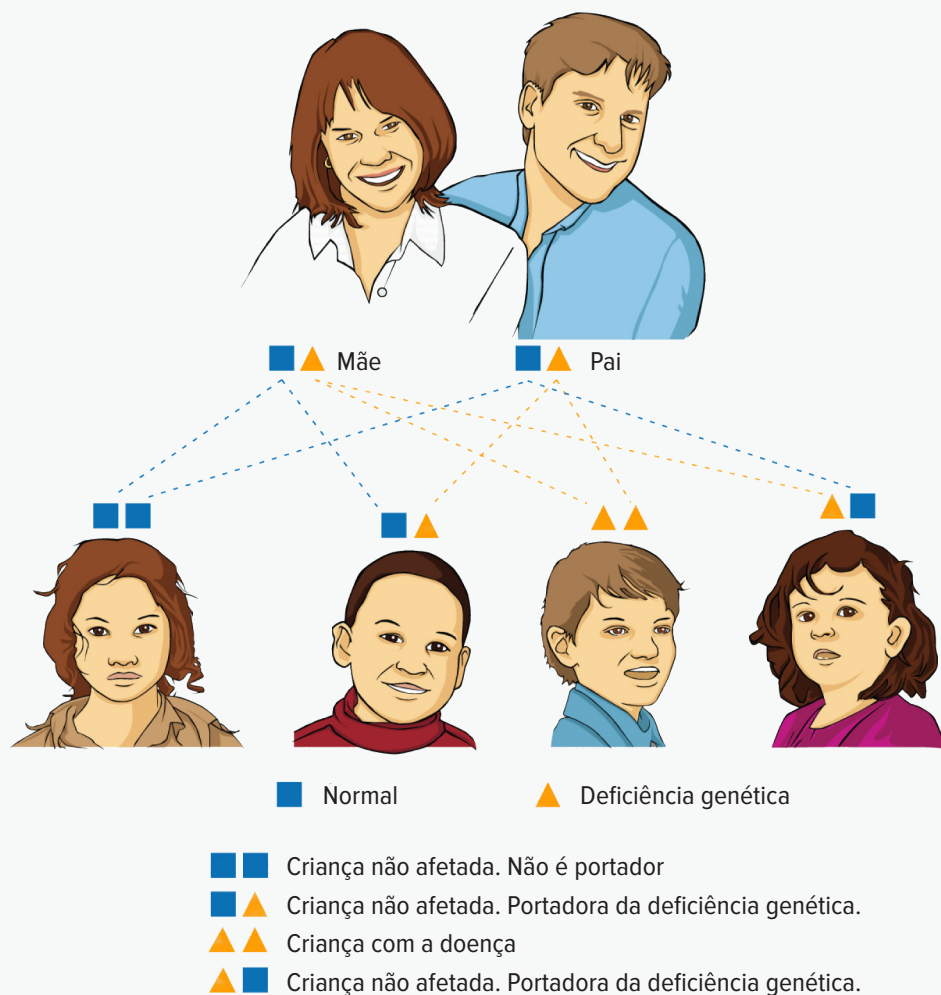 Mãe
Pai
Normal
Deficiência genética
Criança não afetada. Não é portador
Criança não afetada. Portadora da deficiência genética.
Criança com a doença
Criança não afetada. Portadora da deficiência genética.